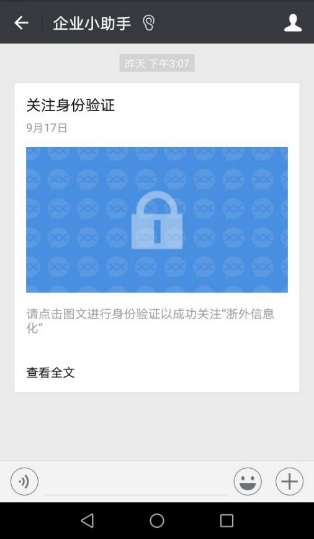 企业小助手
昨天 下午3:07
关注身份验证
9月17日
请点击图文进行身份验证以成功关注“浙外信息
化”
查看全文